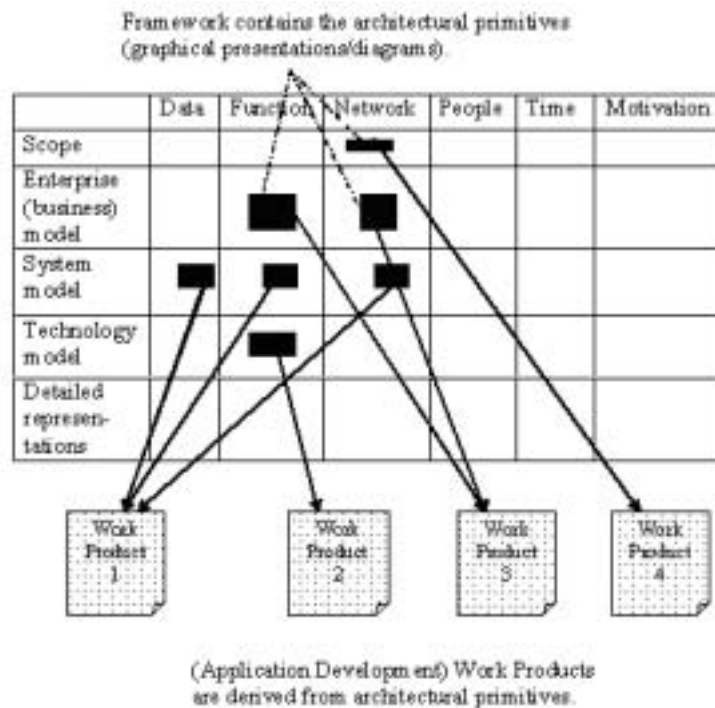 Framework contains the architectural primitives
(graphical presentations/diagrams).
Data Function Network People Time Motivation
Scope
Enterprise
(business)
model
System
model
Technology
model
Detailed
represen-
tations
Work
Product
1
Work
Product
2
Work
Product
3
Work
Product
4
(Application Development) Work Products
are derived from architectural primitives.